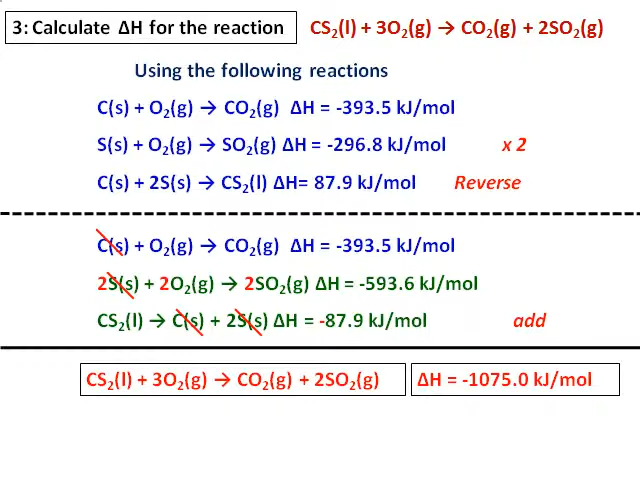 3: Calculate ΔH for the reaction CS₂(l) + 3O₂(g) → CO₂(g) + 2SO₂(g)
Using the following reactions
C(s) + O₂(g) → CO₂(g) ΔH = -393.5 kJ/mol
S(s) + O₂(g) → SO₂(g) ΔH = -296.8 kJ/mol x 2
C(s) + 2S(s) → CS₂(l) ΔH= 87.9 kJ/mol Reverse
C(s) + O₂(g) → CO₂(g) ΔH = -393.5 kJ/mol
2S(s) + 2O₂(g) → 2SO₂(g) ΔH = -593.6 kJ/mol
CS₂(l) → C(s) + 2S(s) ΔH = -87.9 kJ/mol add
CS₂(l) + 3O₂(g) → CO₂(g) + 2SO₂(g) ΔH = -1075.0 kJ/mol